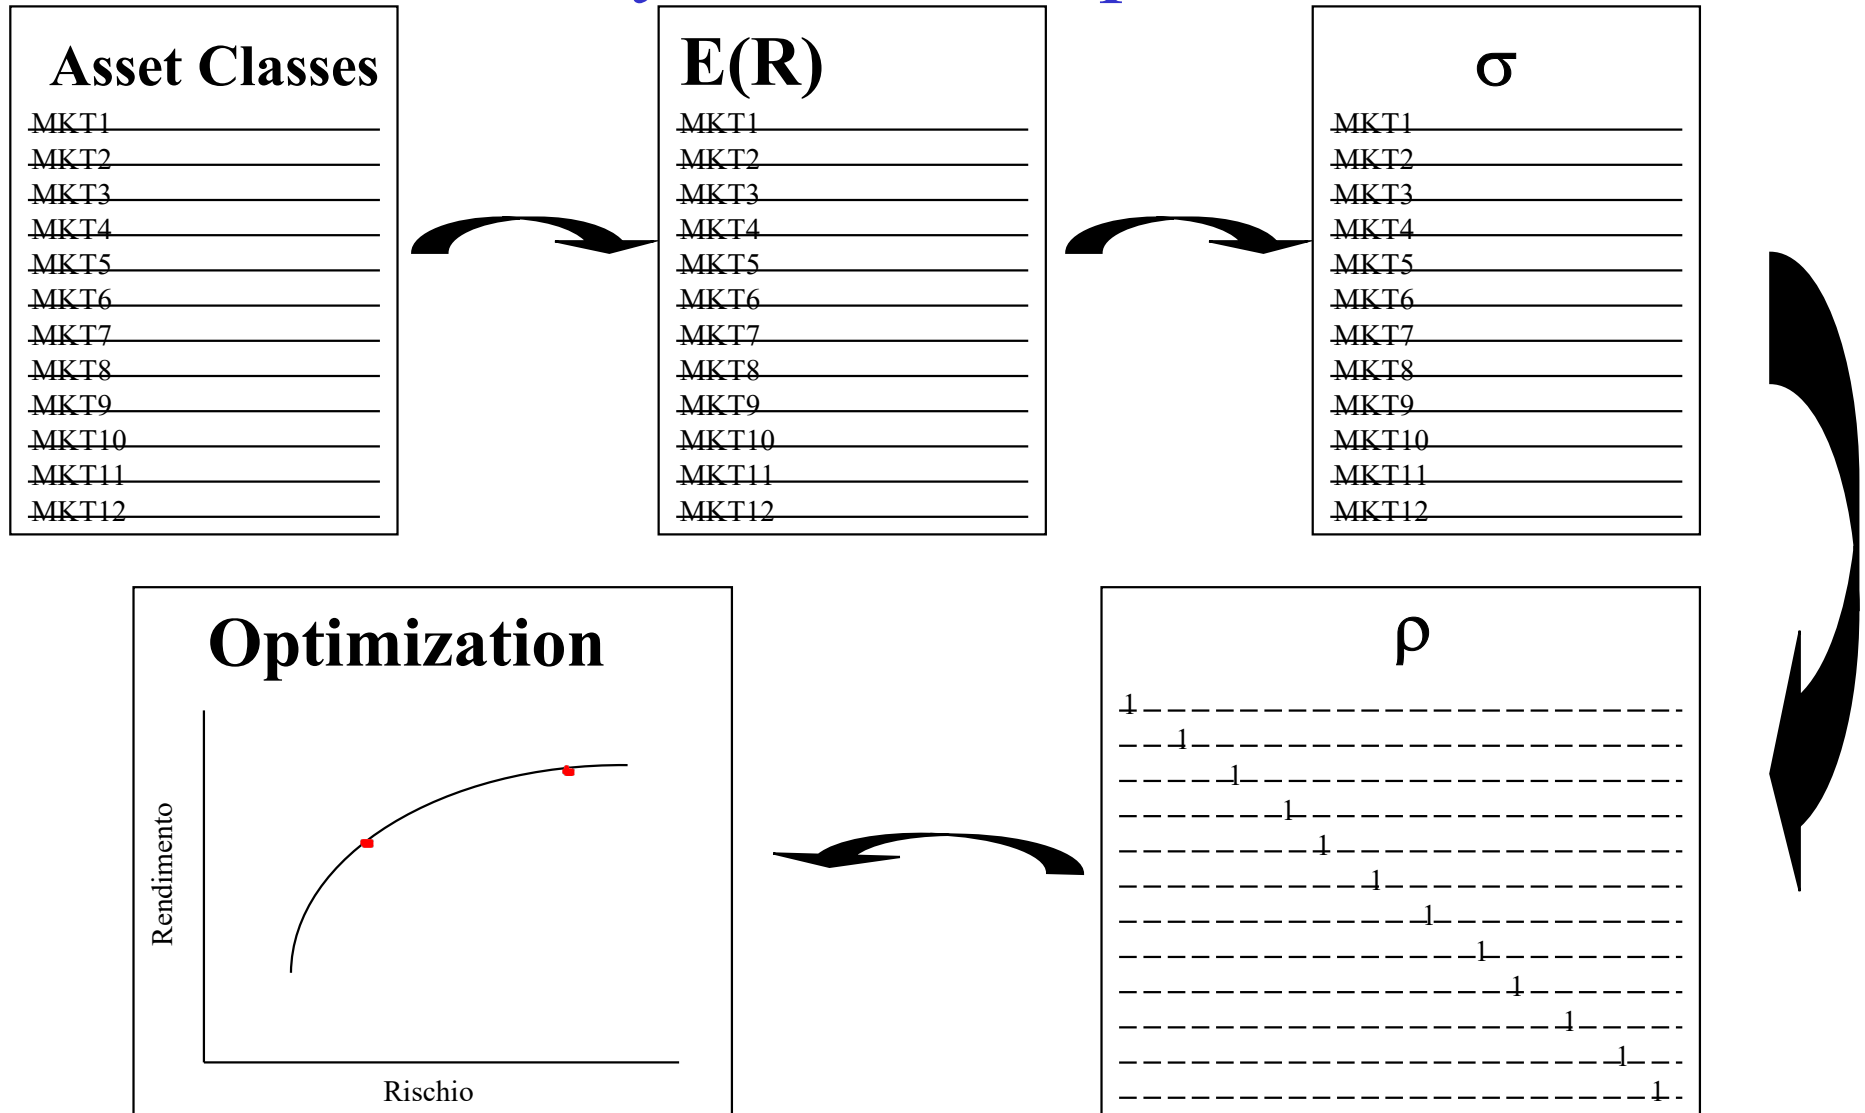 Asset Classes
MKT1
MKT2
MKT3
MKT4
MKT5
MKT6
MKT7
MKT8
MKT9
MKT10
MKT11
MKT12
E(R)
MKT1
MKT2
MKT3
MKT4
MKT5
MKT6
MKT7
MKT8
MKT9
MKT10
MKT11
MKT12
σ
MKT1
MKT2
MKT3
MKT4
MKT5
MKT6
MKT7
MKT8
MKT9
MKT10
MKT11
MKT12
Optimization
Rendimento
Rischio
ρ
1
1
1
1
1
1
1
1
1
1
1
1